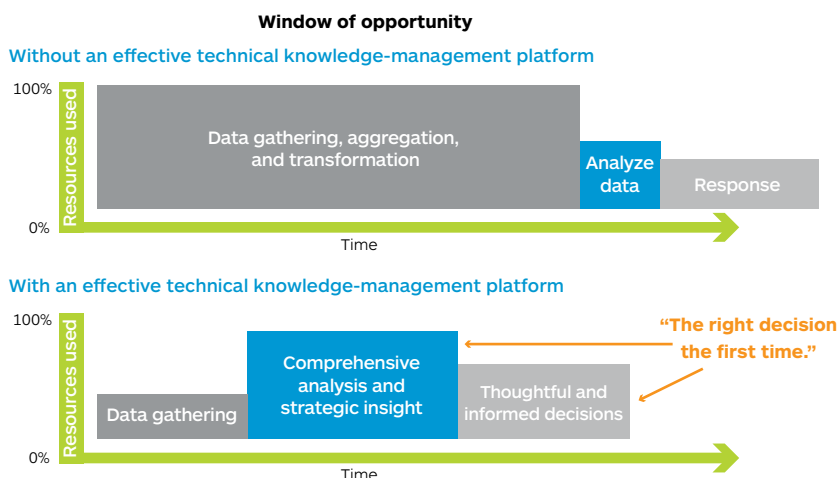 Window of opportunity
Without an effective technical knowledge-management platform
100%
Resources used
Data gathering, aggregation,
and transformation
Analyze
data
Response
0%
Time
With an effective technical knowledge-management platform
100%
Resources used
“The right decision
the first time.”
Comprehensive
analysis and
strategic insight
Data gathering
Thoughtful and
informed decisions
0%
Time